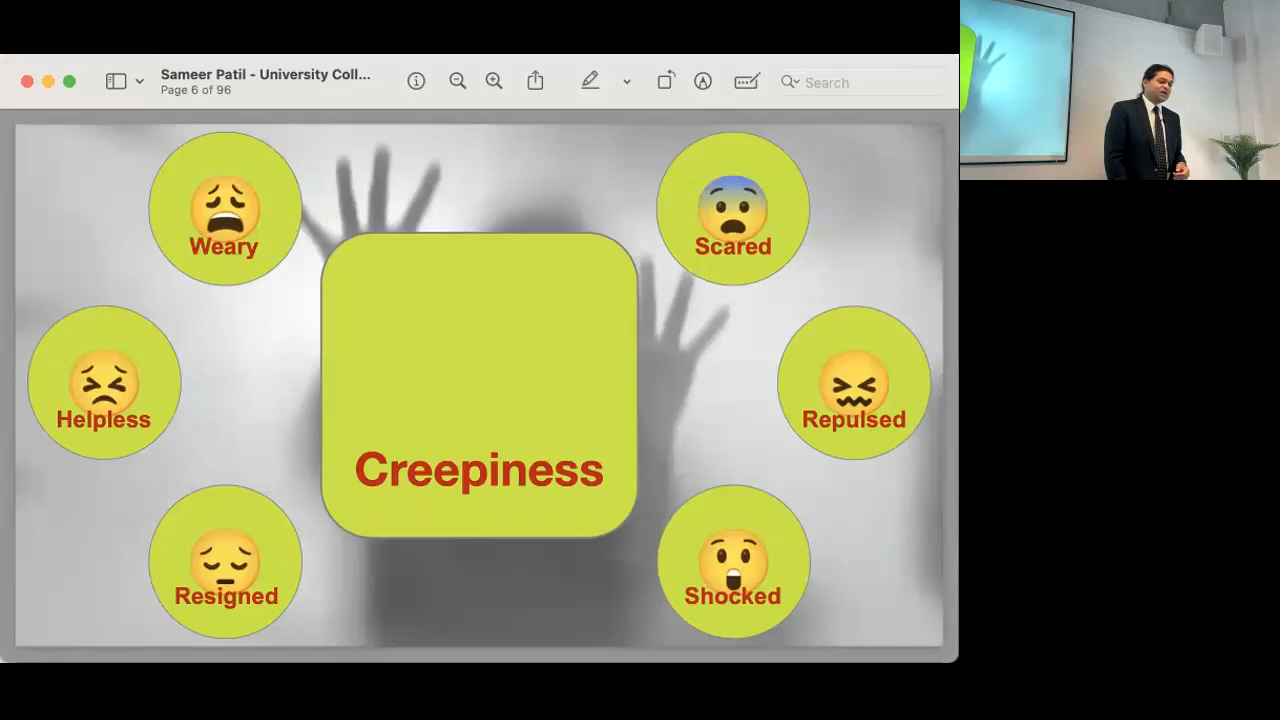 Sameer Patil - University Coll...
Page 6 of 96
Search
Weary
Scared
Helpless
Repulsed
Creepiness
Resigned
Shocked